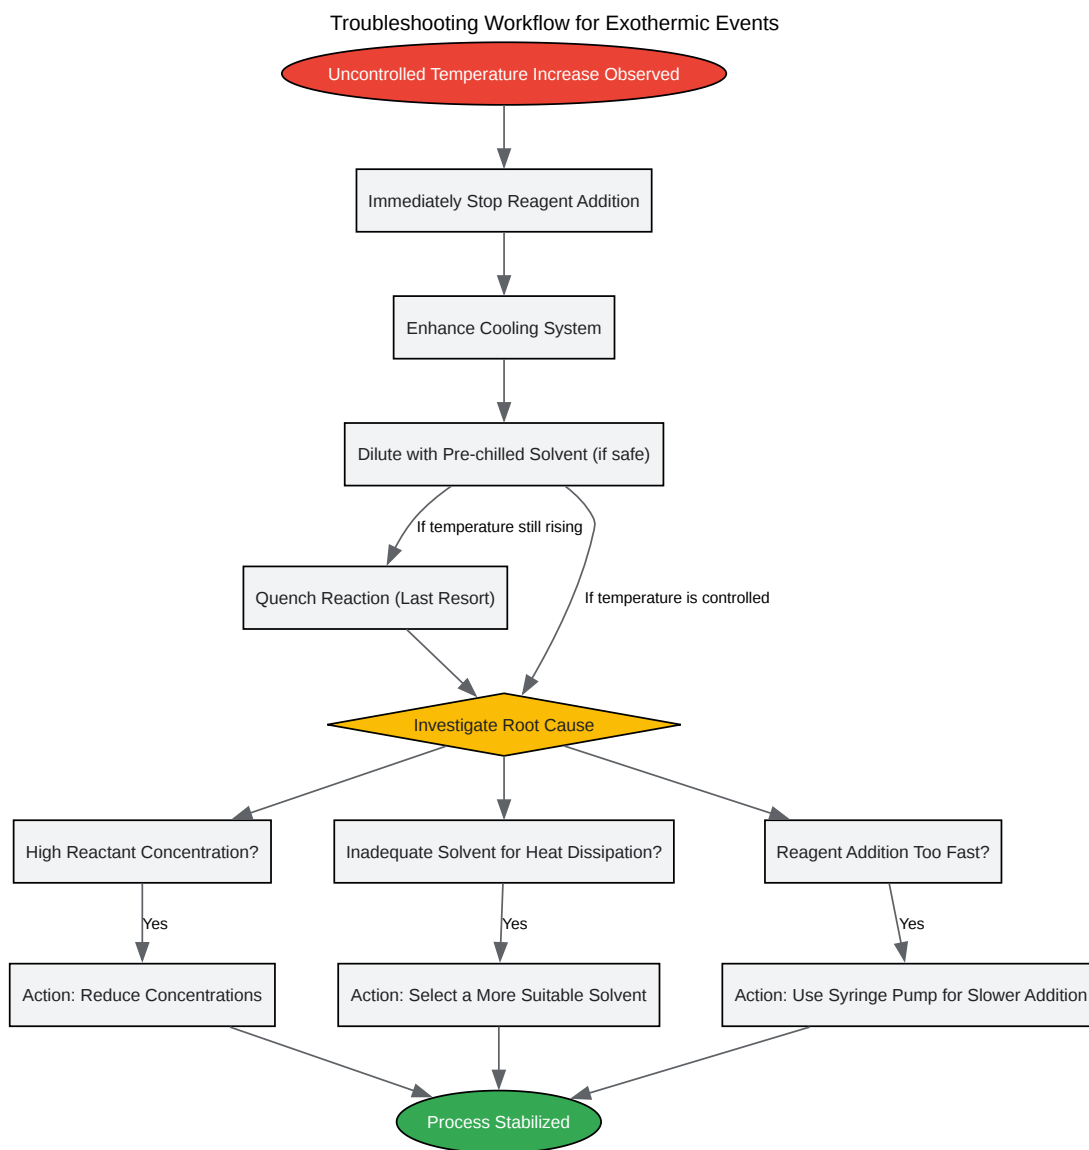 Troubleshooting Workflow for Exothermic Events
Uncontrolled Temperature Increase Observed
Immediately Stop Reagent Addition
Enhance Cooling System
Dilute with Pre-chilled Solvent (if safe)
If temperature still rising
Quench Reaction (Last Resort)
If temperature is controlled
Investigate Root Cause
High Reactant Concentration?
Inadequate Solvent for Heat Dissipation?
Reagent Addition Too Fast?
Yes
Yes
Yes
Action: Reduce Concentrations
Action: Select a More Suitable Solvent
Action: Use Syringe Pump for Slower Addition
Process Stabilized